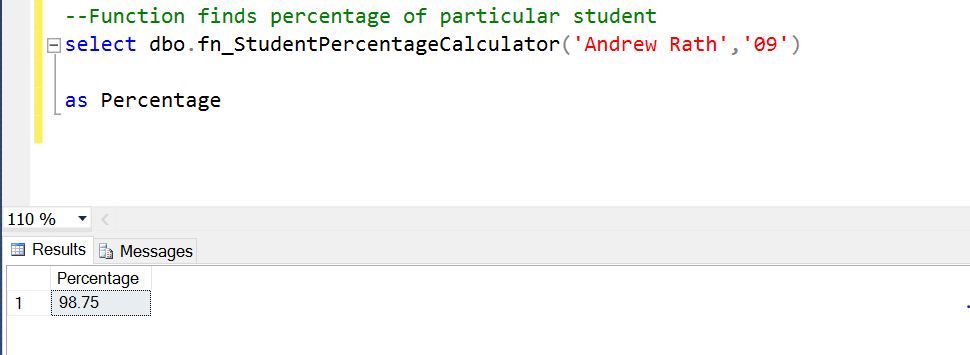 --Function finds percentage of particular student
select dbo.fn_StudentPercentageCalculator('Andrew Rath','09')
as Percentage
110 %
Results Messages
Percentage
1 98.75